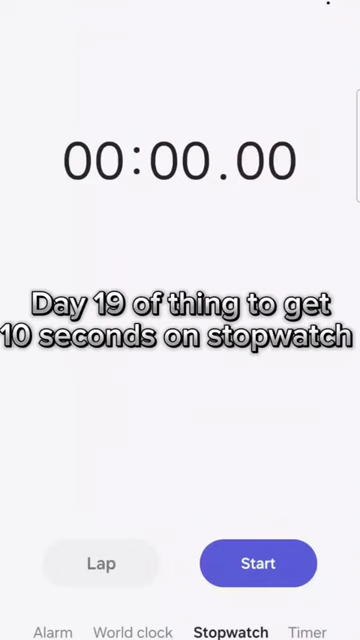 00:00.00
Day 19 of thing to get
10 seconds on stopwatch
Lap Start
Alarm World clock Stopwatch Timer